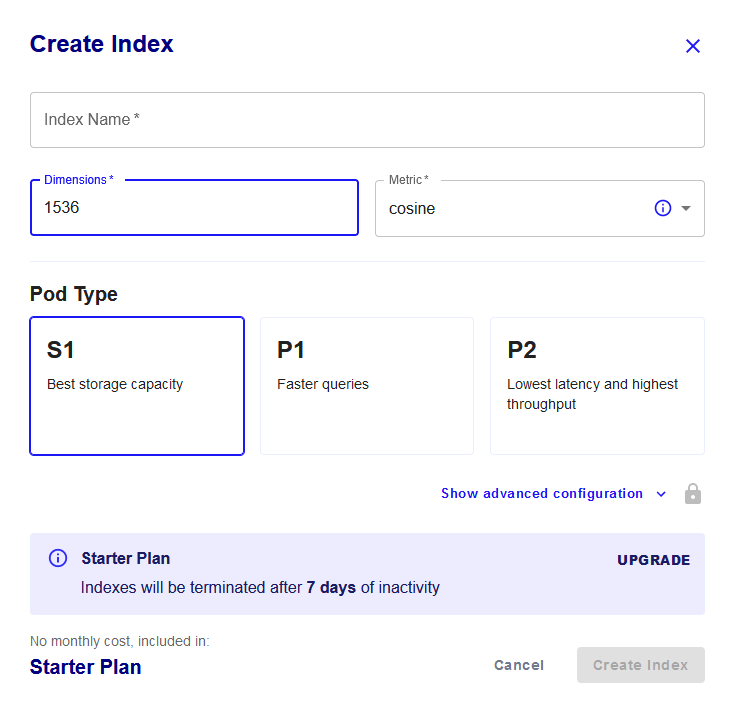 Create Index
Index Name *
Dimensions *
1536
Metric *
cosine
Pod Type
S1
Best storage capacity
P1
Faster queries
P2
Lowest latency and highest
throughput
Show advanced configuration
Starter Plan
UPGRADE
Indexes will be terminated after 7 days of inactivity
No monthly cost, included in:
Starter Plan
Cancel
Create Index